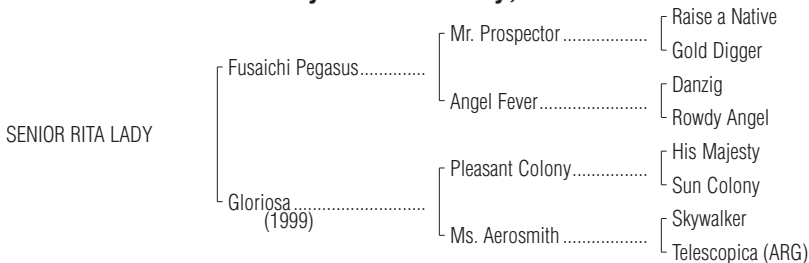 Raise a Native
Mr. Prospector ..................
Gold Digger
Fusaichi Pegasus..............
Danzig
Angel Fever.......................
Rowdy Angel
SENIOR RITA LADY
His Majesty
Pleasant Colony................
Sun Colony
Gloriosa ............................
(1999)
Skywalker
Ms. Aerosmith ..................
Telescopica (ARG)